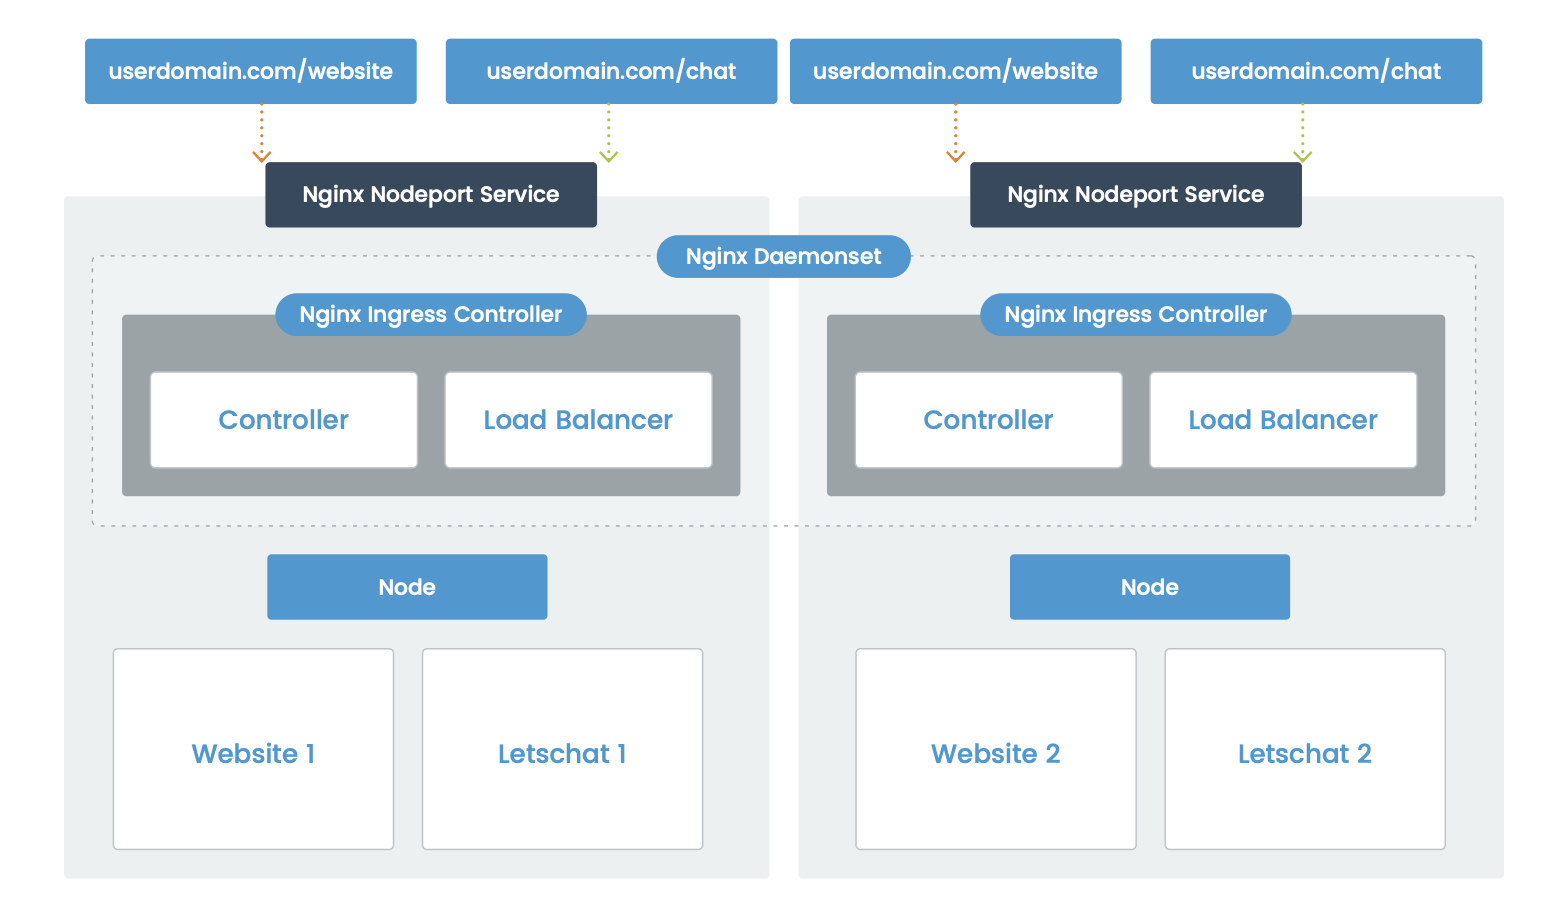 userdomain.com/website
userdomain.com/chat
userdomain.com/website
userdomain.com/chat
Nginx Nodeport Service
Nginx Nodeport Service
Nginx Daemonset
Nginx Ingress Controller
Nginx Ingress Controller
Controller
Load Balancer
Controller
Load Balancer
Node
Node
Website 1
Letschat 1
Website 2
Letschat 2